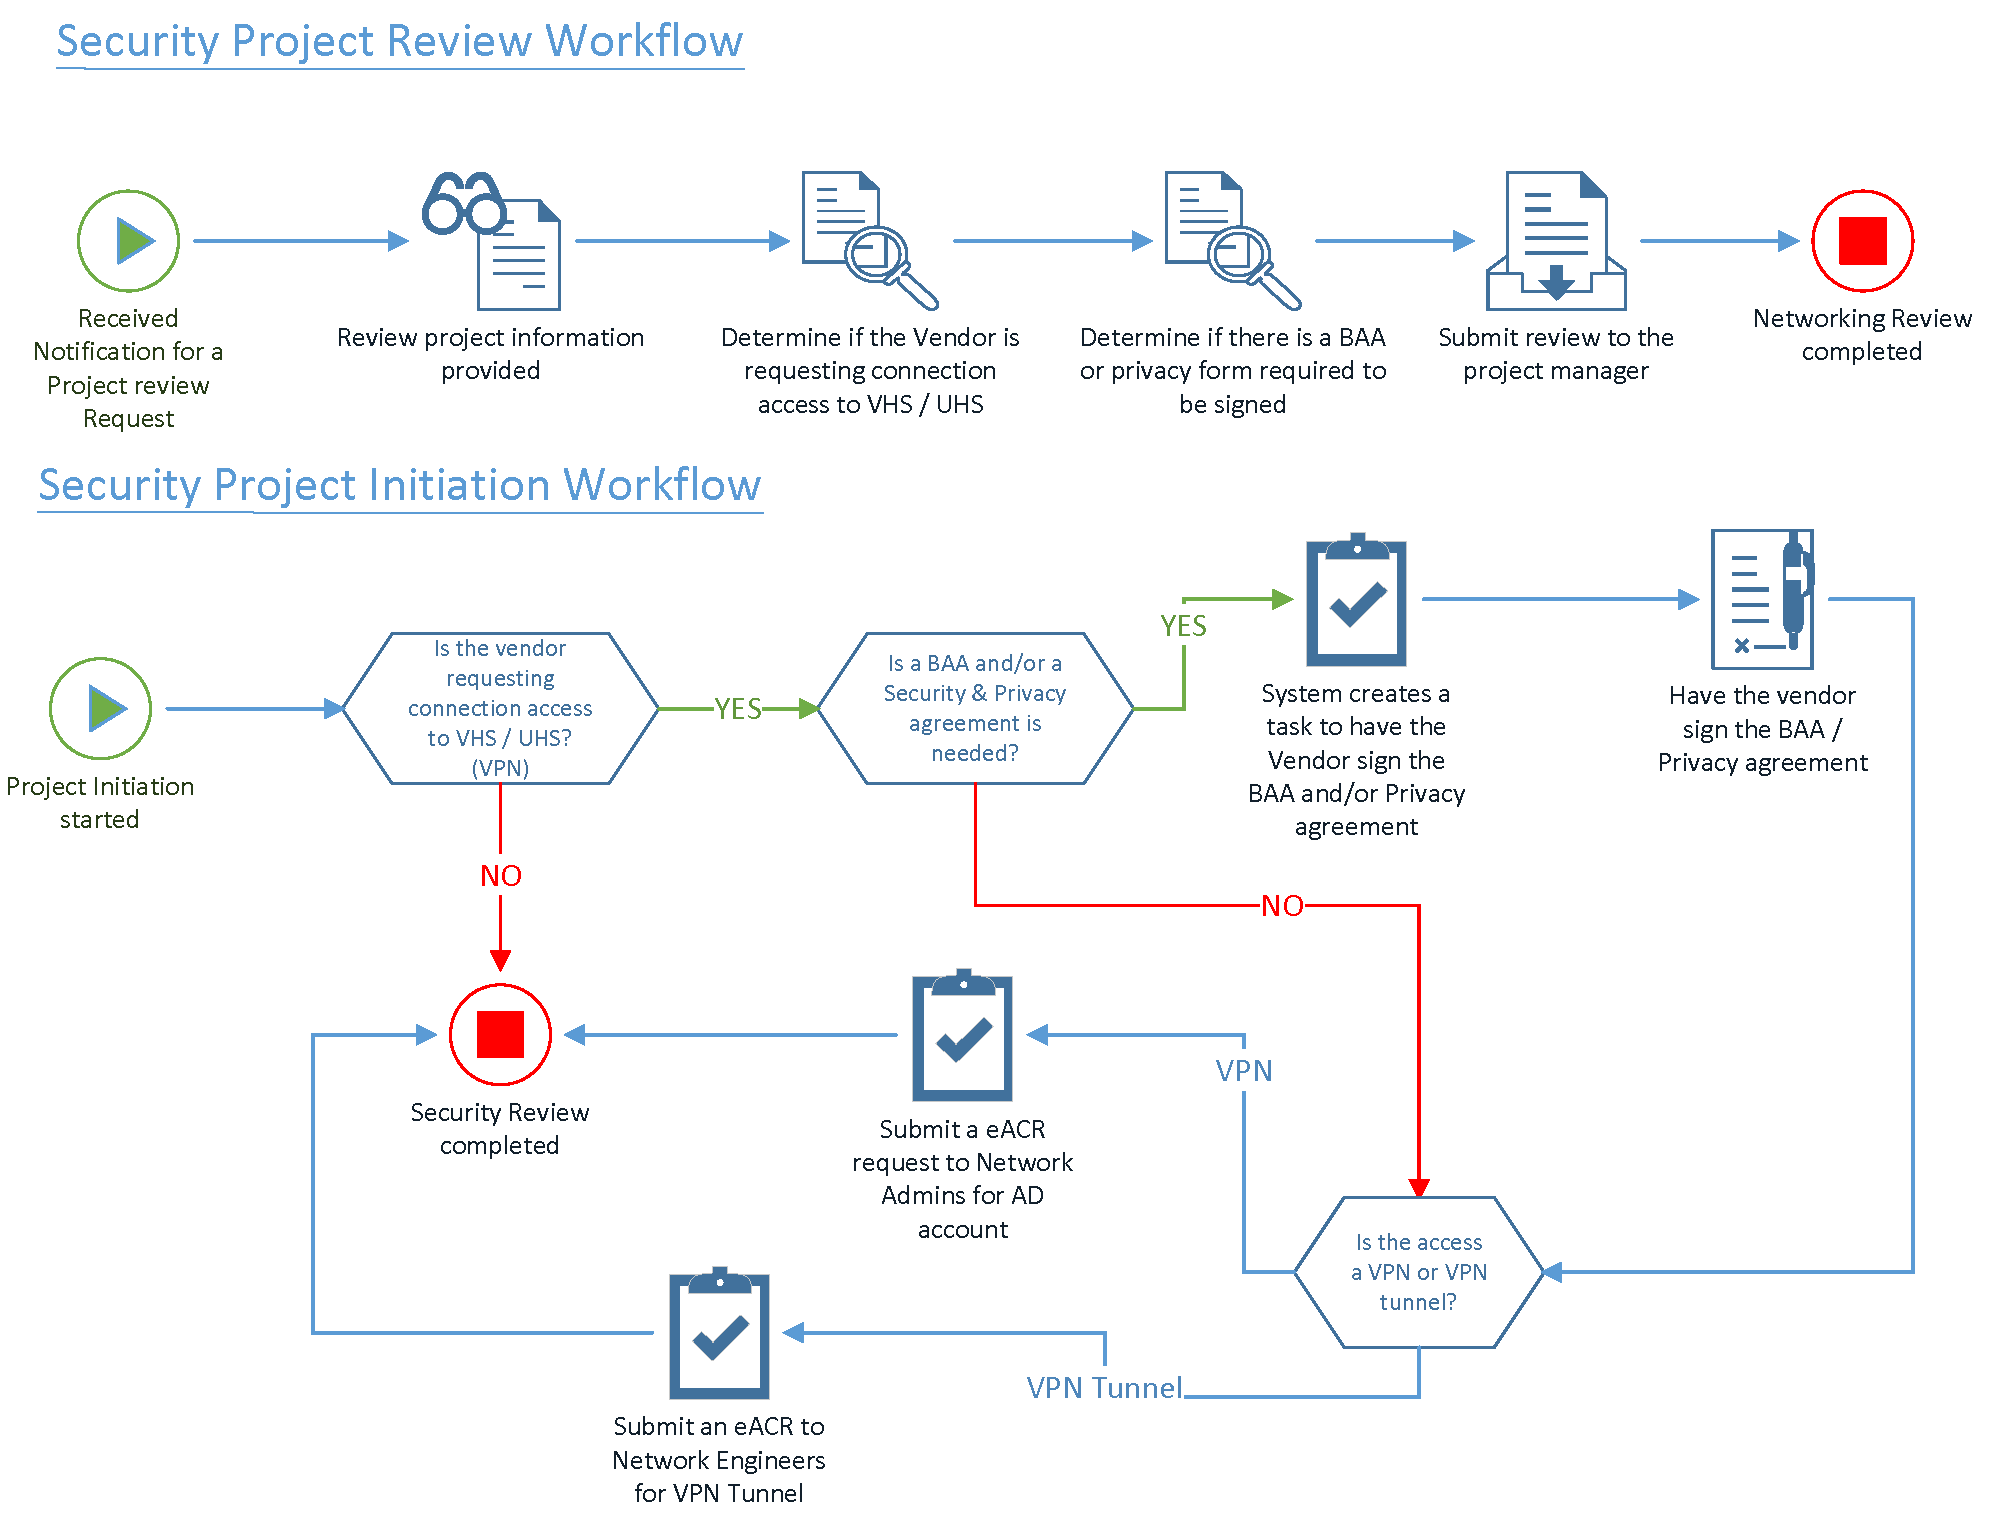 Security Project Review Workflow
Received
Notification for a
Project review
Request
Review project information
provided
Determine if the Vendor is
requesting connection
access to VHS / UHS
Determine if there is a BAA
or privacy form required to
be signed
Submit review to the
project manager
Networking Review
completed
Security Project Initiation Workflow
Project Initiation
started
Is the vendor
requesting
connection access
to VHS / UHS?
(VPN)
YES
NO
Is a BAA and/or a
Security & Privacy
agreement is
needed?
YES
NO
System creates a
task to have the
Vendor sign the
BAA and/or Privacy
agreement
Have the vendor
sign the BAA /
Privacy agreement
Is the access
a VPN or VPN
tunnel?
VPN
VPN Tunnel
Submit a eACR
request to Network
Admins for AD
account
Submit an eACR to
Network Engineers
for VPN Tunnel
Security Review
completed